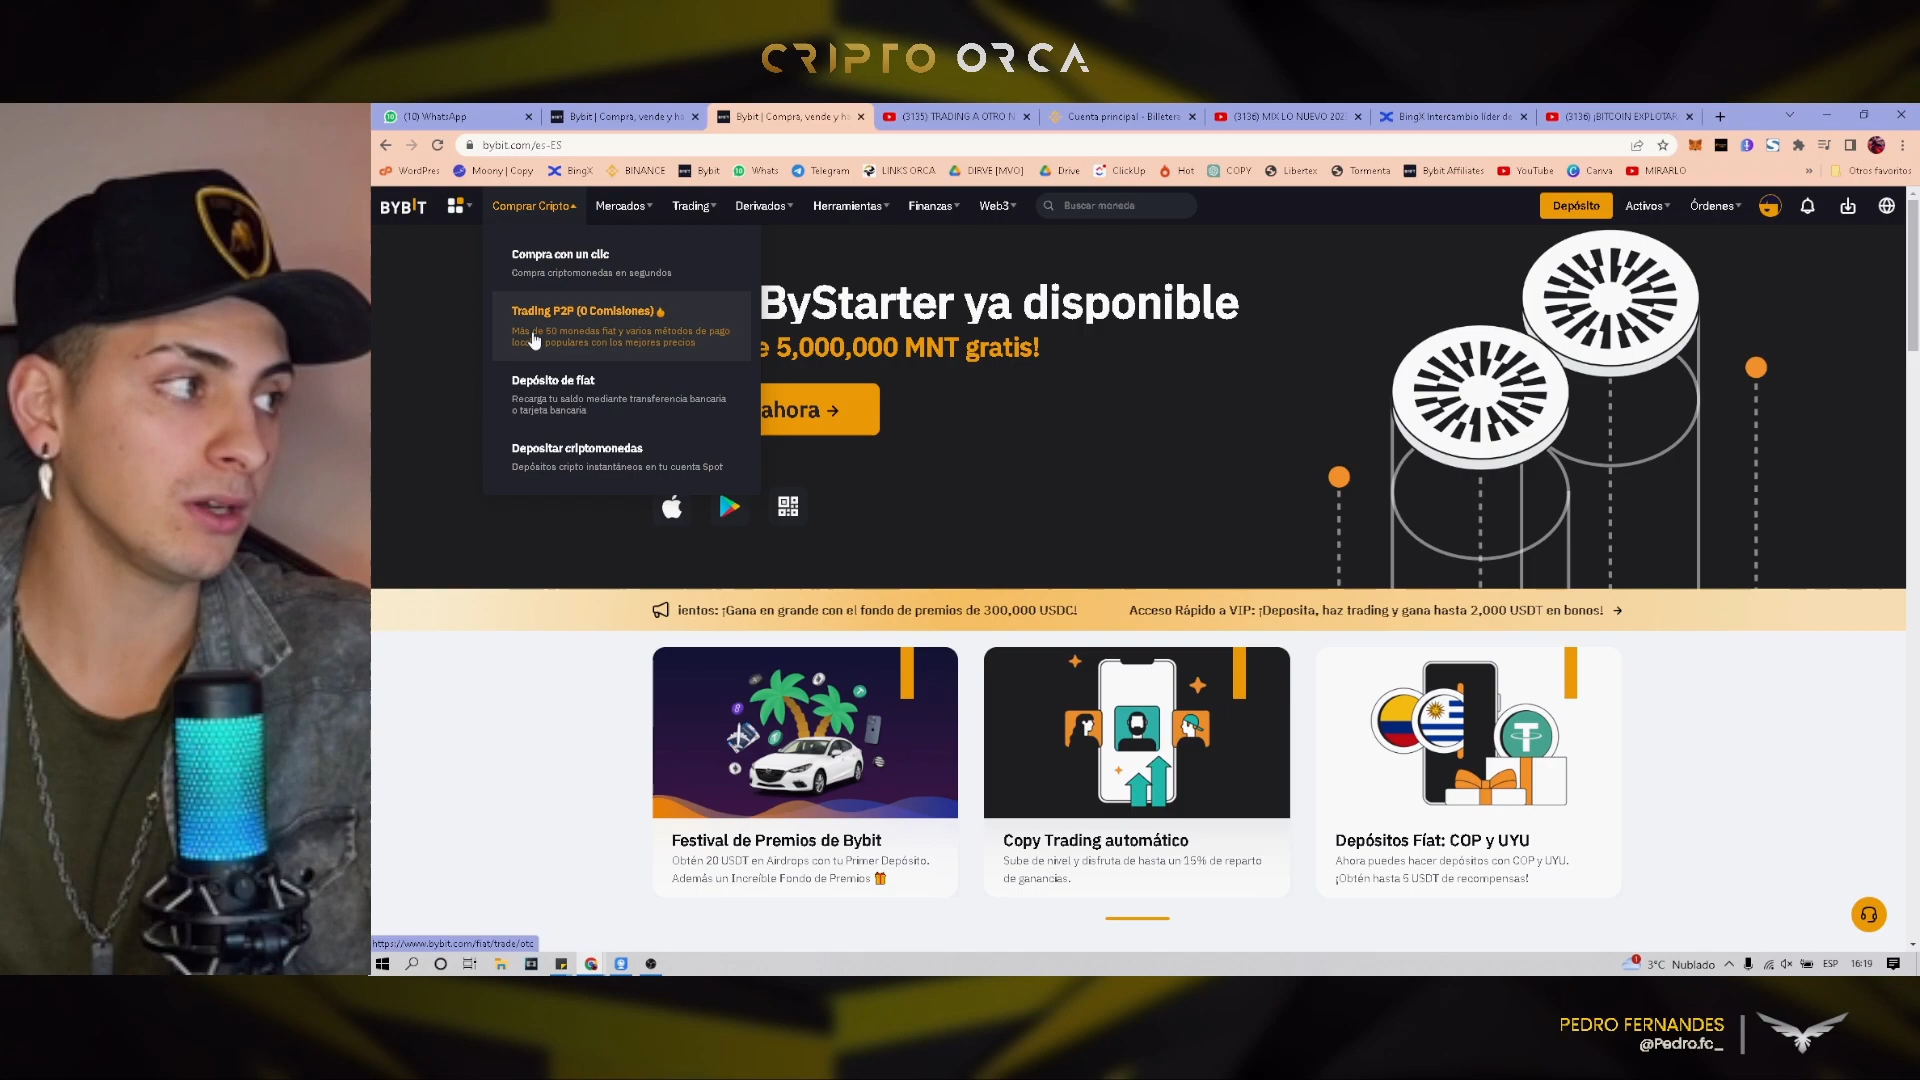 CRIPTO ORCA
(10) WhatsApp
Bybit | Compra, vende y ha
Bybit | Compra, vende y ha
(3135) TRADING A OTRO N
Cuenta principal - Billetera
(3136) MIX LO NUEVO 202
BingX Intercambio líder de
(3136) ¡BITCOIN EXPLOTAR
bybit.com/es-ES
WordPres
Moony | Copy
BingX
BINANCE
Bybit
Whats
Telegram
LINKS ORCA
DIRVE [MVO]
Drive
ClickUp
Hot
COPY
Libertex
Tormenta
Bybit Affiliates
YouTube
Canva
MIRARLO
Otros favoritos
BYBIT
Comprar Cripto
Mercados
Trading
Derivados
Herramientas
Finanzas
Web3
Buscar moneda
Depósito
Activos
Órdenes
Compra con un clic
Compra criptomonedas en segundos
Trading P2P (0 Comisiones)
Más de 50 monedas fiat y varios métodos de pago
populares con los mejores precios
Depósito de fiat
Recarga tu saldo mediante transferencia bancaria
o tarjeta bancaria
Depositar criptomonedas
Depósitos cripto instantáneos en tu cuenta Spot
ByStarter ya disponible
e 5,000,000 MNT gratis!
ahora →
ientos: ¡Gana en grande con el fondo de premios de 300,000 USDC!
Acceso Rápido a VIP: ¡Deposita, haz trading y gana hasta 2,000 USDT en bonos! →
Festival de Premios de Bybit
Obtén 20 USDT en Airdrops con tu Primer Depósito.
Además un Increíble Fondo de Premios
Copy Trading automático
Sube de nivel y disfruta de hasta un 15% de reparto
de ganancias.
Depósitos Fíat: COP y UYU
Ahora puedes hacer depósitos con COP y UYU.
¡Obtén hasta 5 USDT de recompensas!
https://www.bybit.com/fiat/trade/otc
3°C Nublado
ESP
16:19
PEDRO FERNANDES
@Pedro.fc_